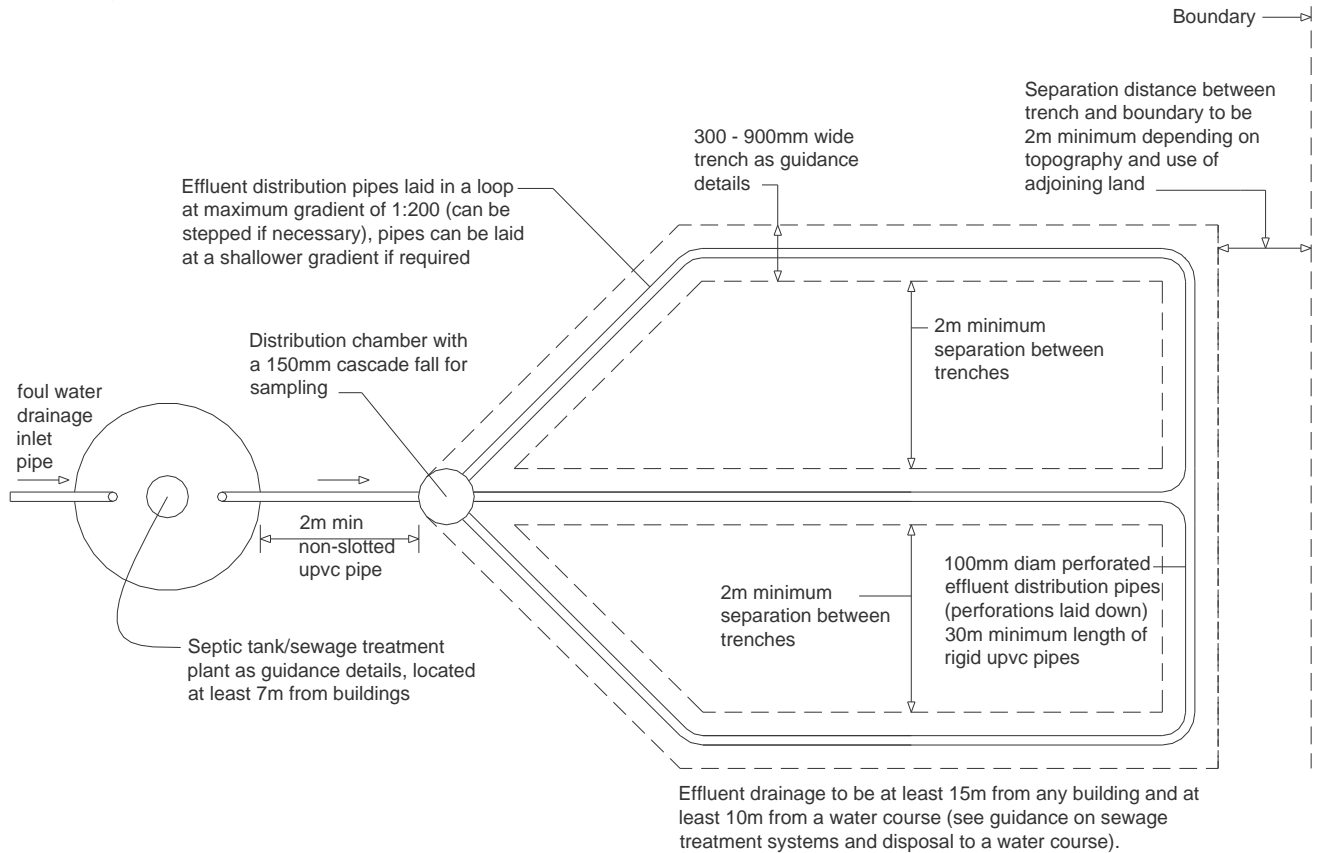 Boundary
Separation distance between
trench and boundary to be
2m minimum depending on
topography and use of
adjoining land
300 - 900mm wide
trench as guidance
details
Effluent distribution pipes laid in a loop
at maximum gradient of 1:200 (can be
stepped if necessary), pipes can be laid
at a shallower gradient if required
Distribution chamber with
a 150mm cascade fall for
sampling
2m minimum
separation between
trenches
foul water
drainage
inlet
pipe
2m min
non-slotted
upvc pipe
2m minimum
separation between
trenches
100mm diam perforated
effluent distribution pipes
(perforations laid down)
30m minimum length of
rigid upvc pipes
Septic tank/sewage treatment
plant as guidance details, located
at least 7m from buildings
Effluent drainage to be at least 15m from any building and at
least 10m from a water course (see guidance on sewage
treatment systems and disposal to a water course).